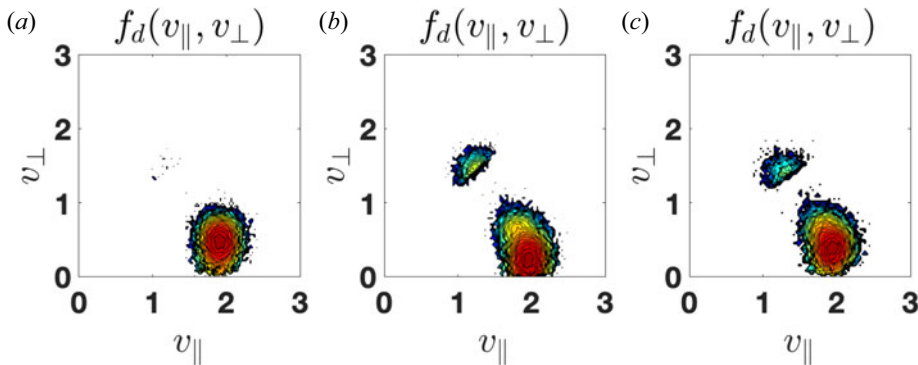 (a) f_d(v_∥, v_⊥)
3
2
1
0
v_⊥
0 1 2 3
v_∥
(b) f_d(v_∥, v_⊥)
3
2
1
0
v_⊥
0 1 2 3
v_∥
(c) f_d(v_∥, v_⊥)
3
2
1
0
v_⊥
0 1 2 3
v_∥